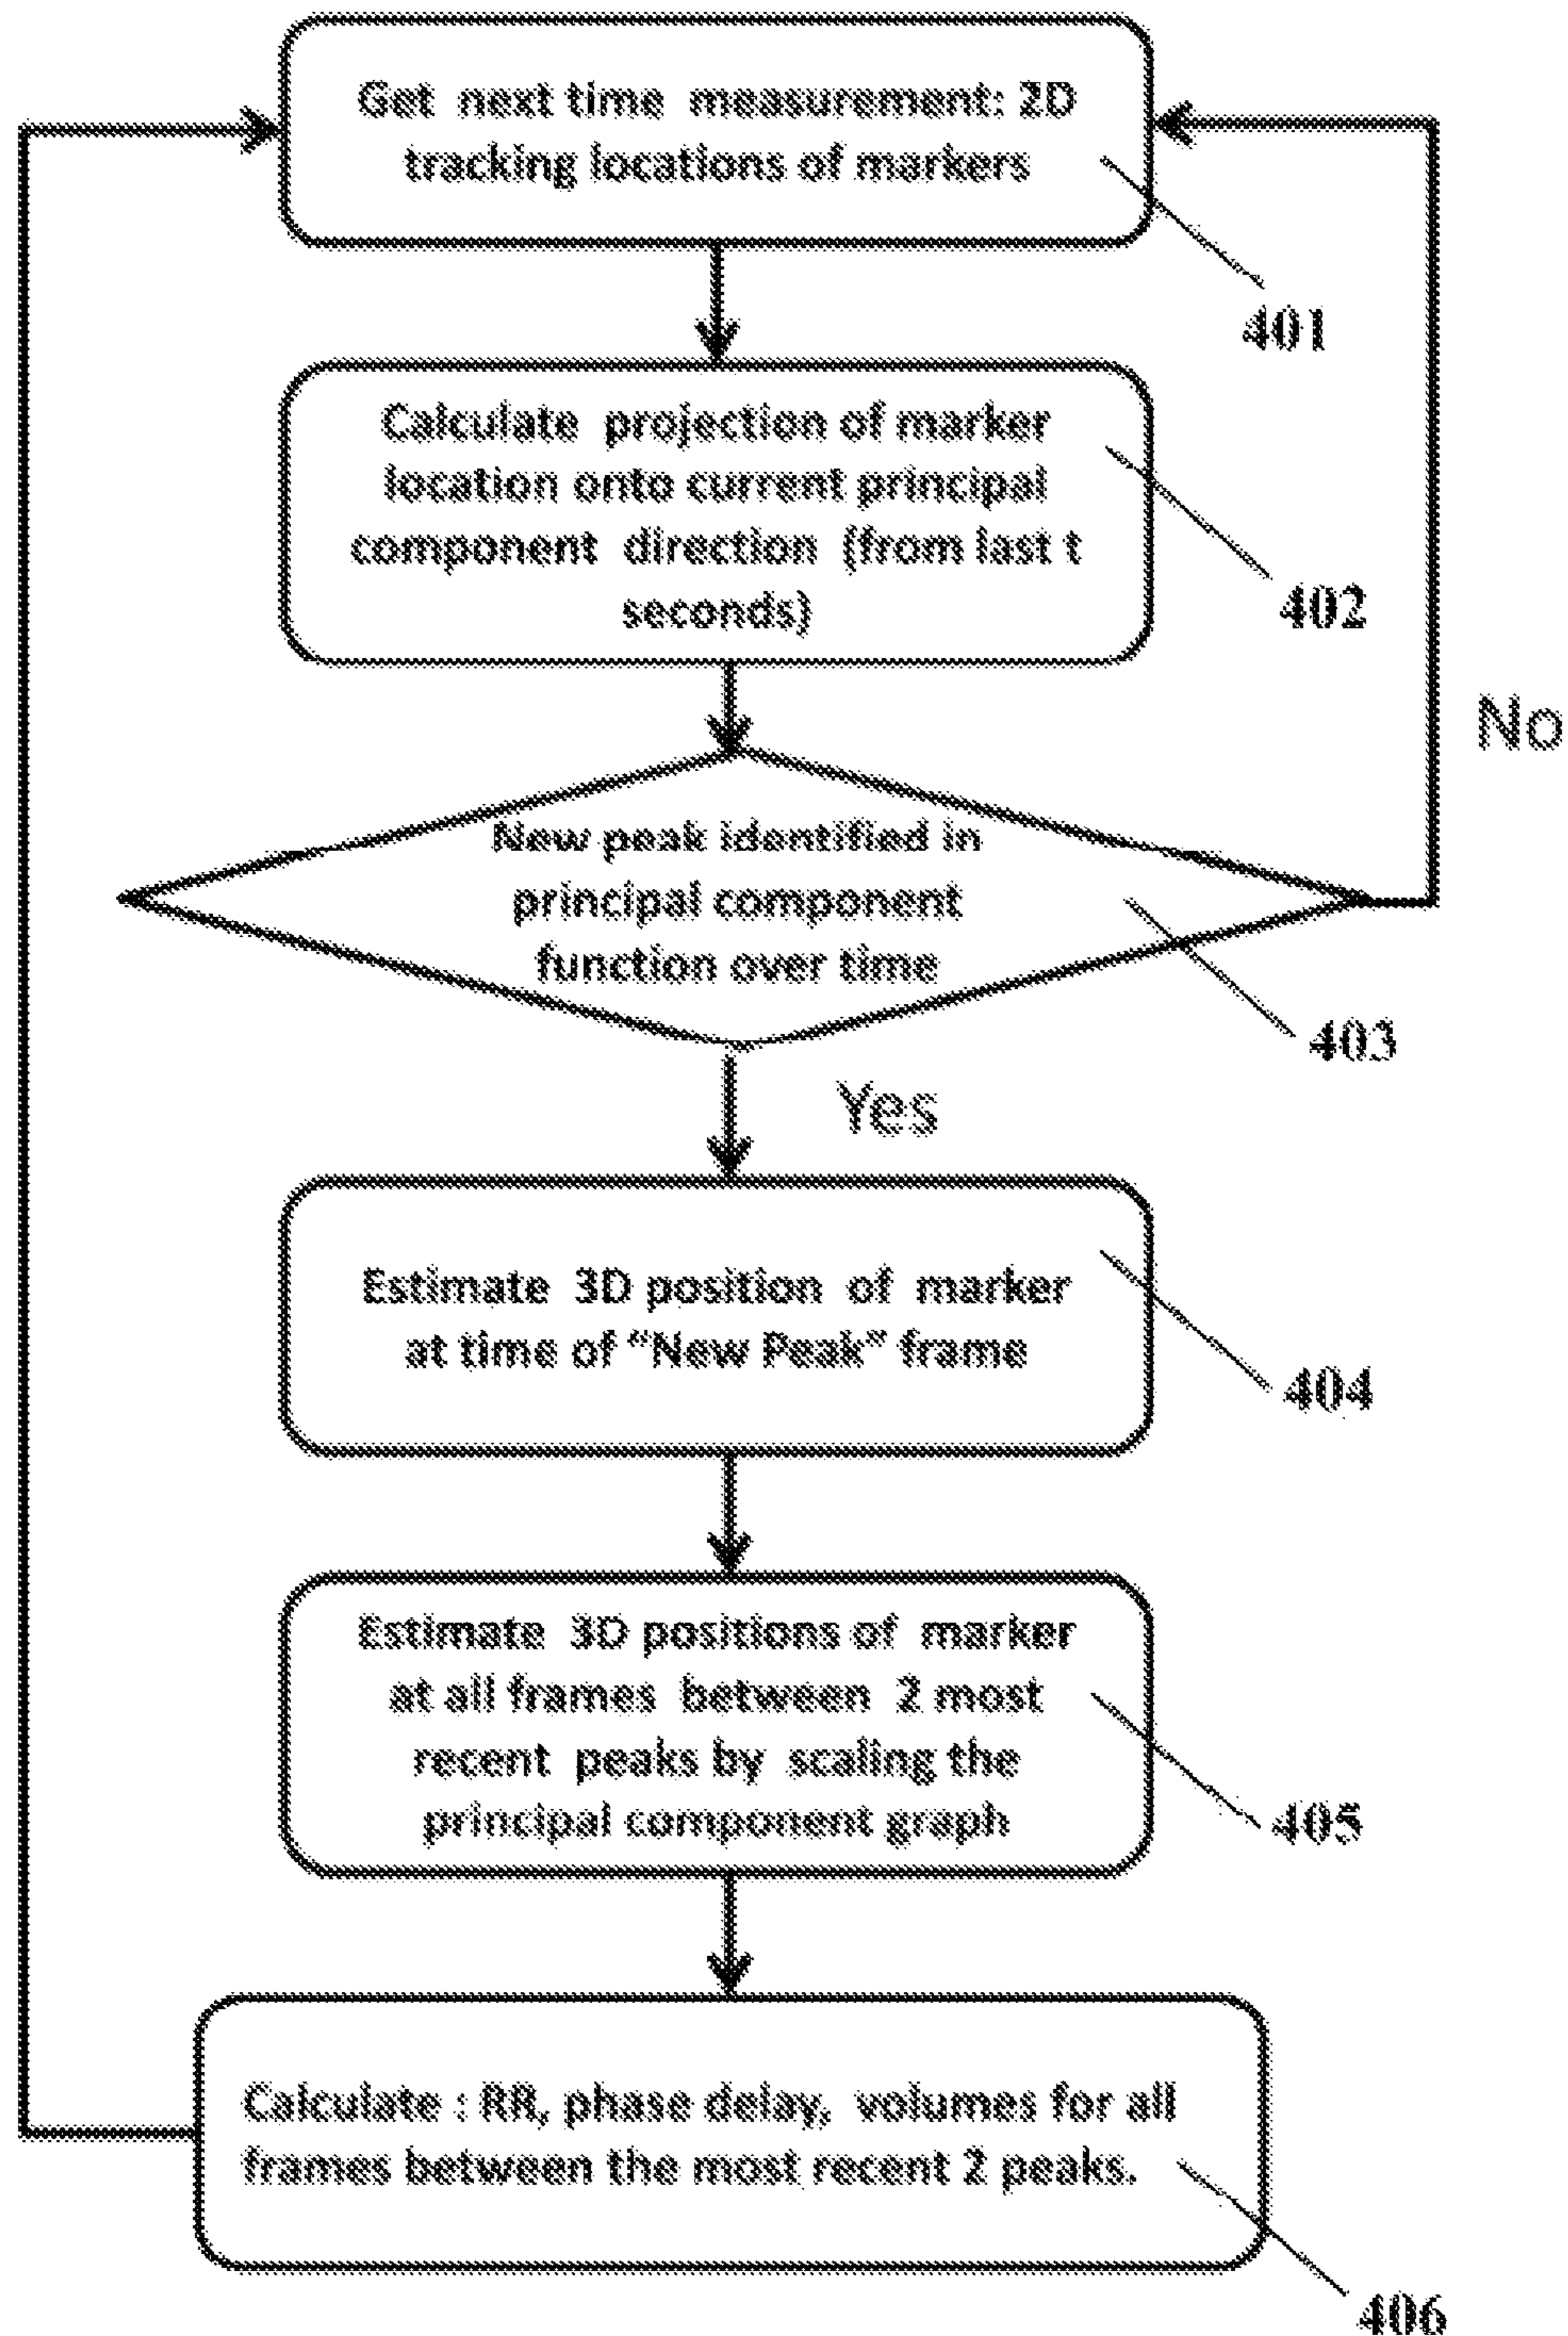 Get next time measurement: 2D
tracking locations of markers
401
Calculate projection of marker
location onto current principal
component direction (from last t
seconds)
402
No
New peak identified in
principal component
function over time
403
Yes
Estimate 3D position of marker
at time of “New Peak” frame
404
Estimate 3D positions of marker
at all frames between 2 most
recent peaks by scaling the
principal component graph
405
Calculate : RR, phase delay, volumes for all
frames between the most recent 2 peaks.
406